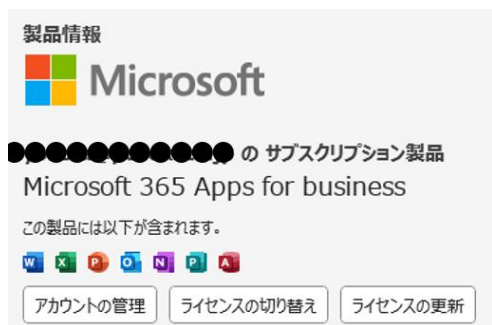 製品情報
Microsoft
の サブスクリプション製品
Microsoft 365 Apps for business
この製品には以下が含まれます。
W X P O N P A
アカウントの管理 ライセンスの切り替え ライセンスの更新